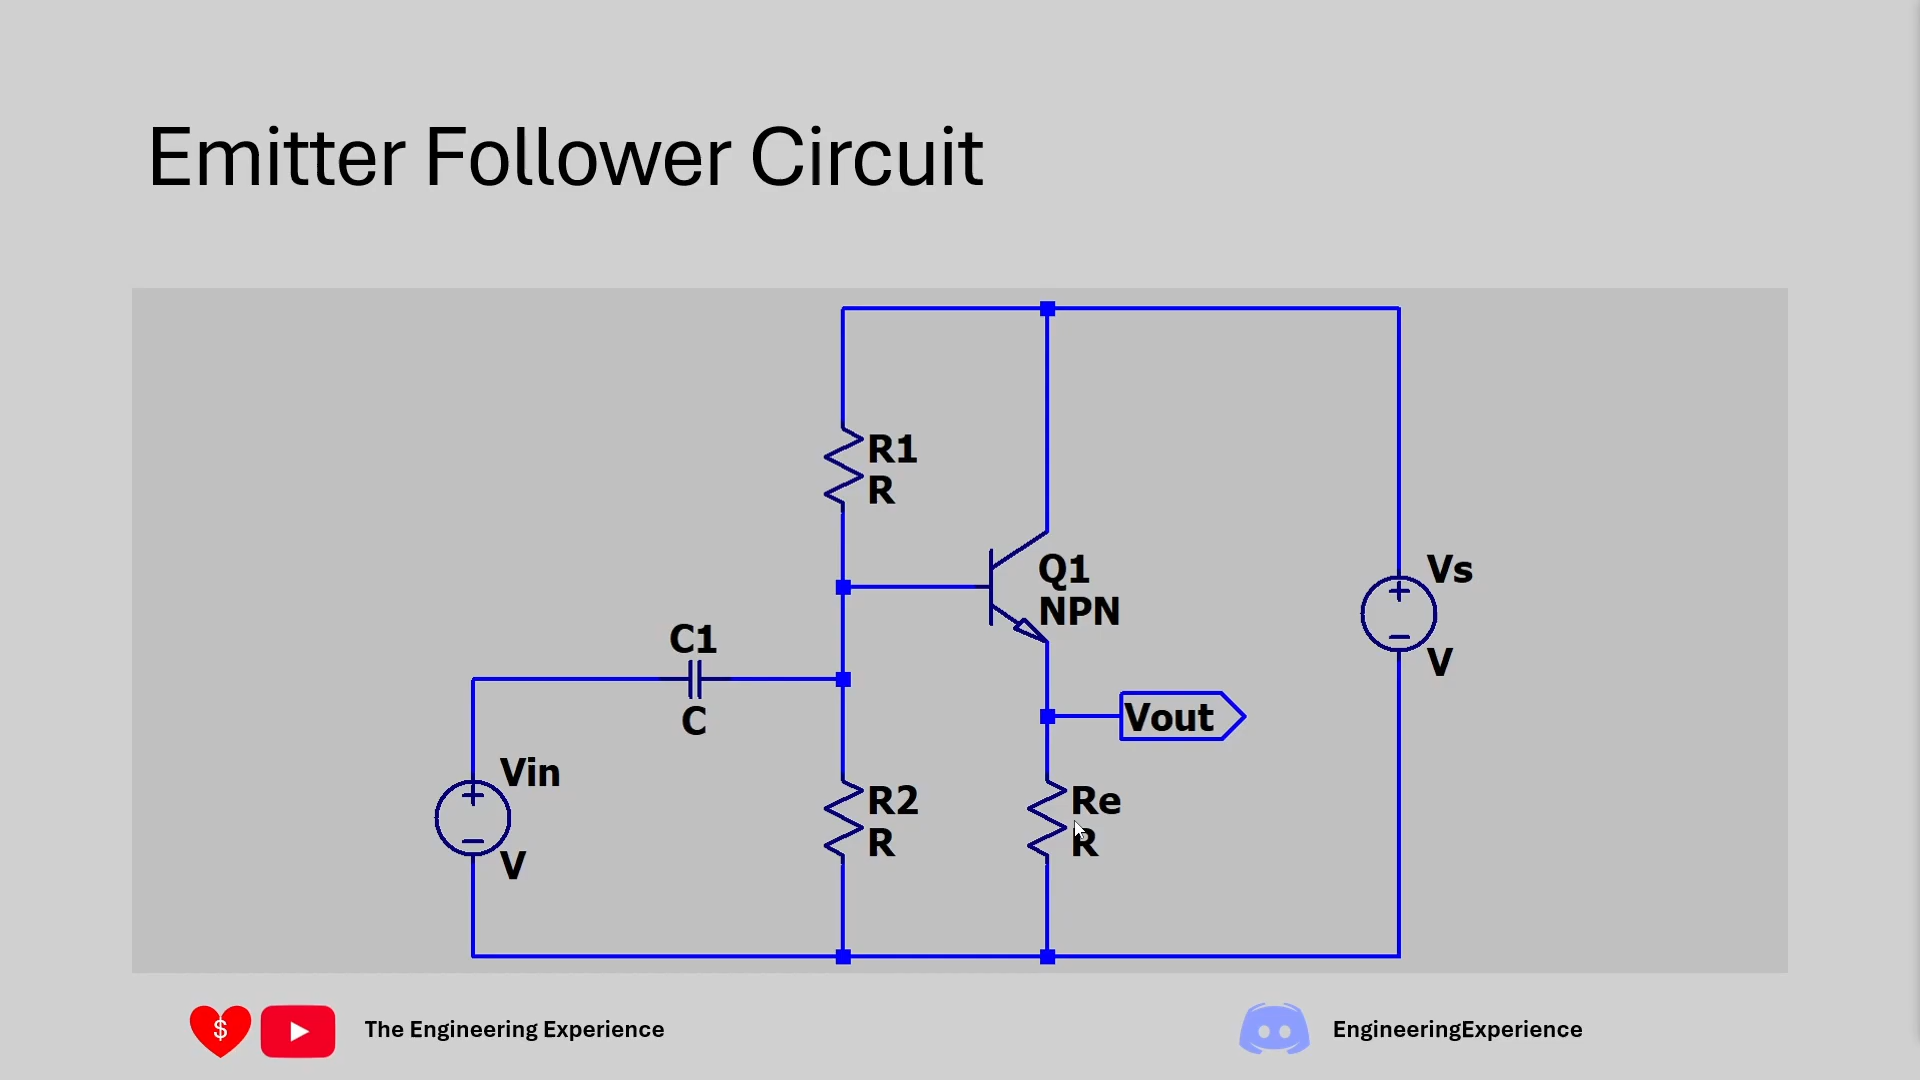 Emitter Follower Circuit
R1
R
Q1
NPN
Vs
V
C1
C
Vout
Vin
V
R2
R
Re
R
$
The Engineering Experience
EngineeringExperience